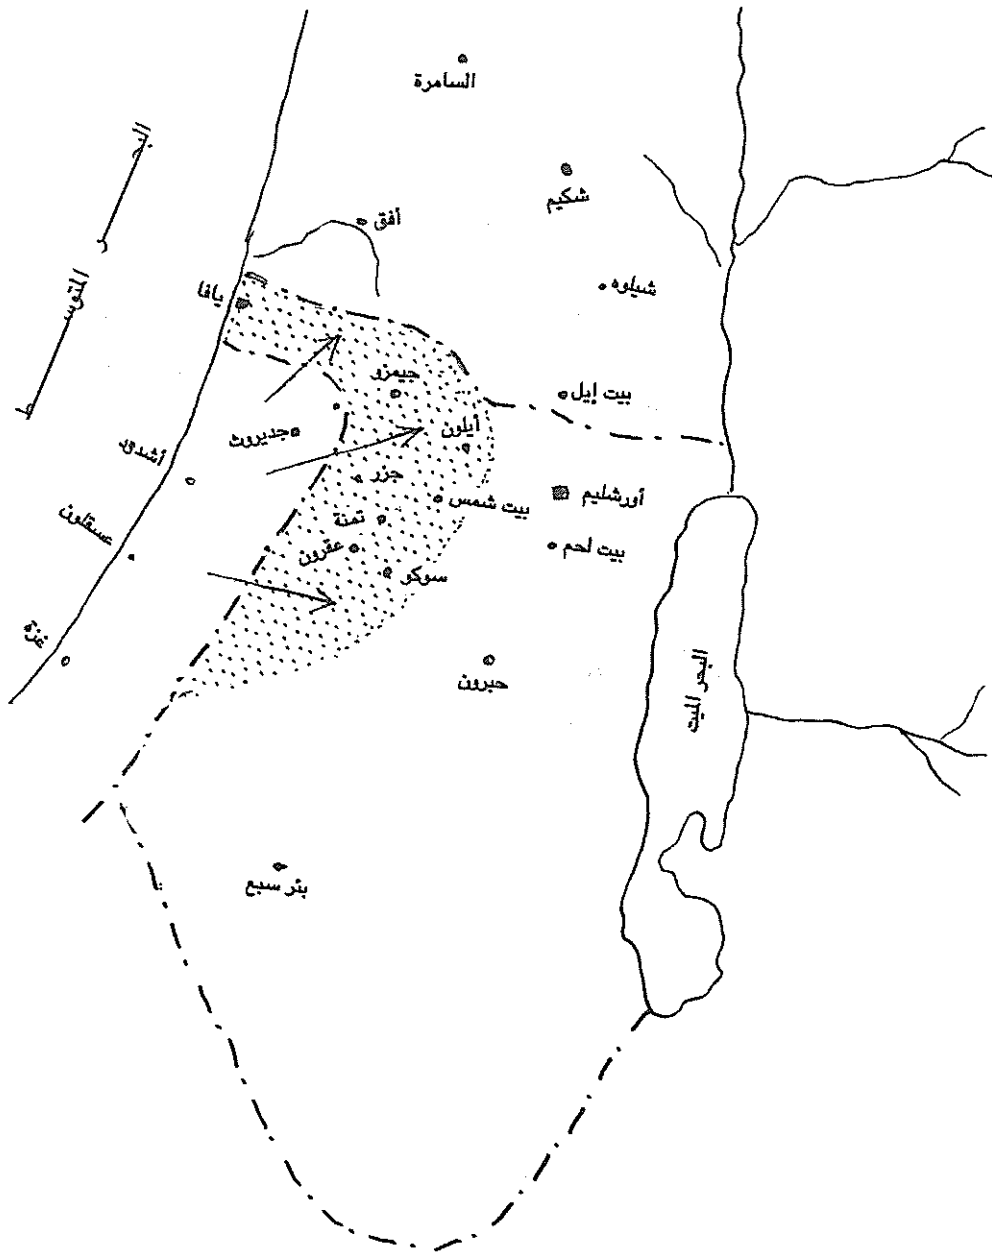 السامرة
البحر
المتوسط
شكيم
أفق
شيلوه
يافا
جيمزو
بيت إيل
أيلون
جديروث
أشدود
جزر
أورشليم
بيت شمس
تمنة
عسقلون
عقرون
بيت لحم
سوكو
غزة
حبرون
البحر الميت
بئر سبع